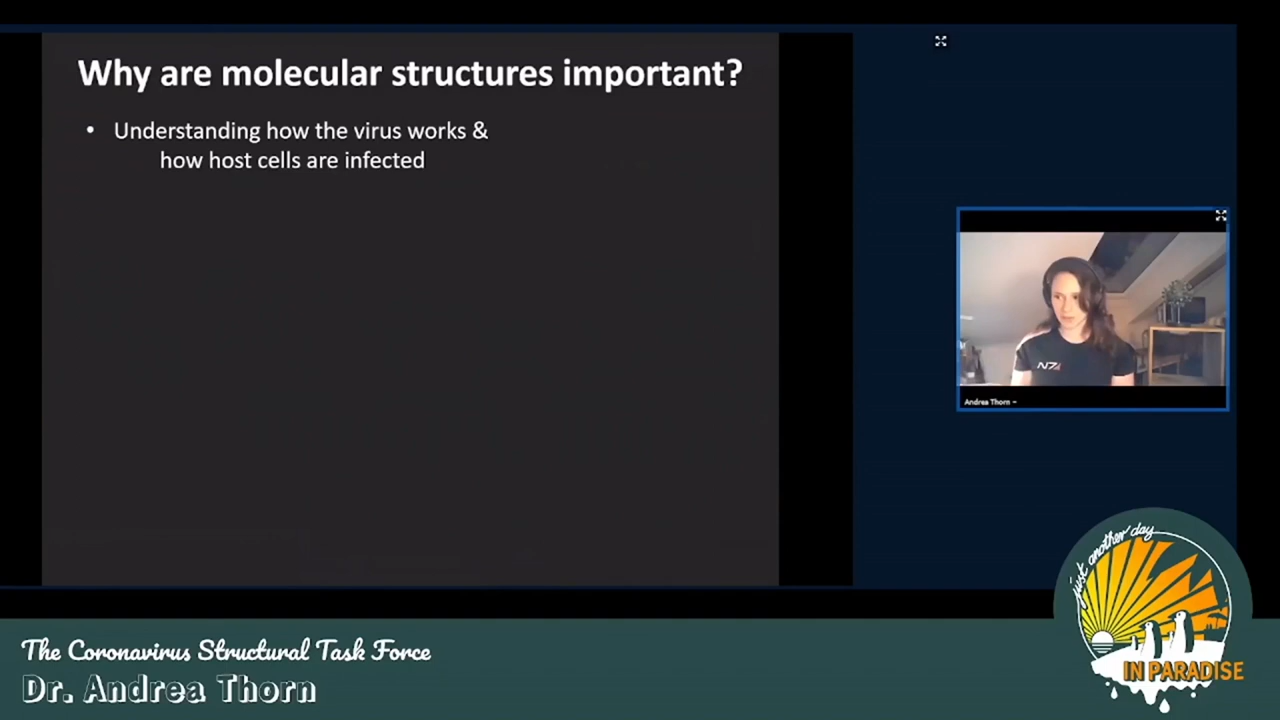 Why are molecular structures important?
• Understanding how the virus works &
how host cells are infected
N7
Andrea Thorn
just another day
IN PARADISE
The Coronavirus Structural Task Force
Dr. Andrea Thorn